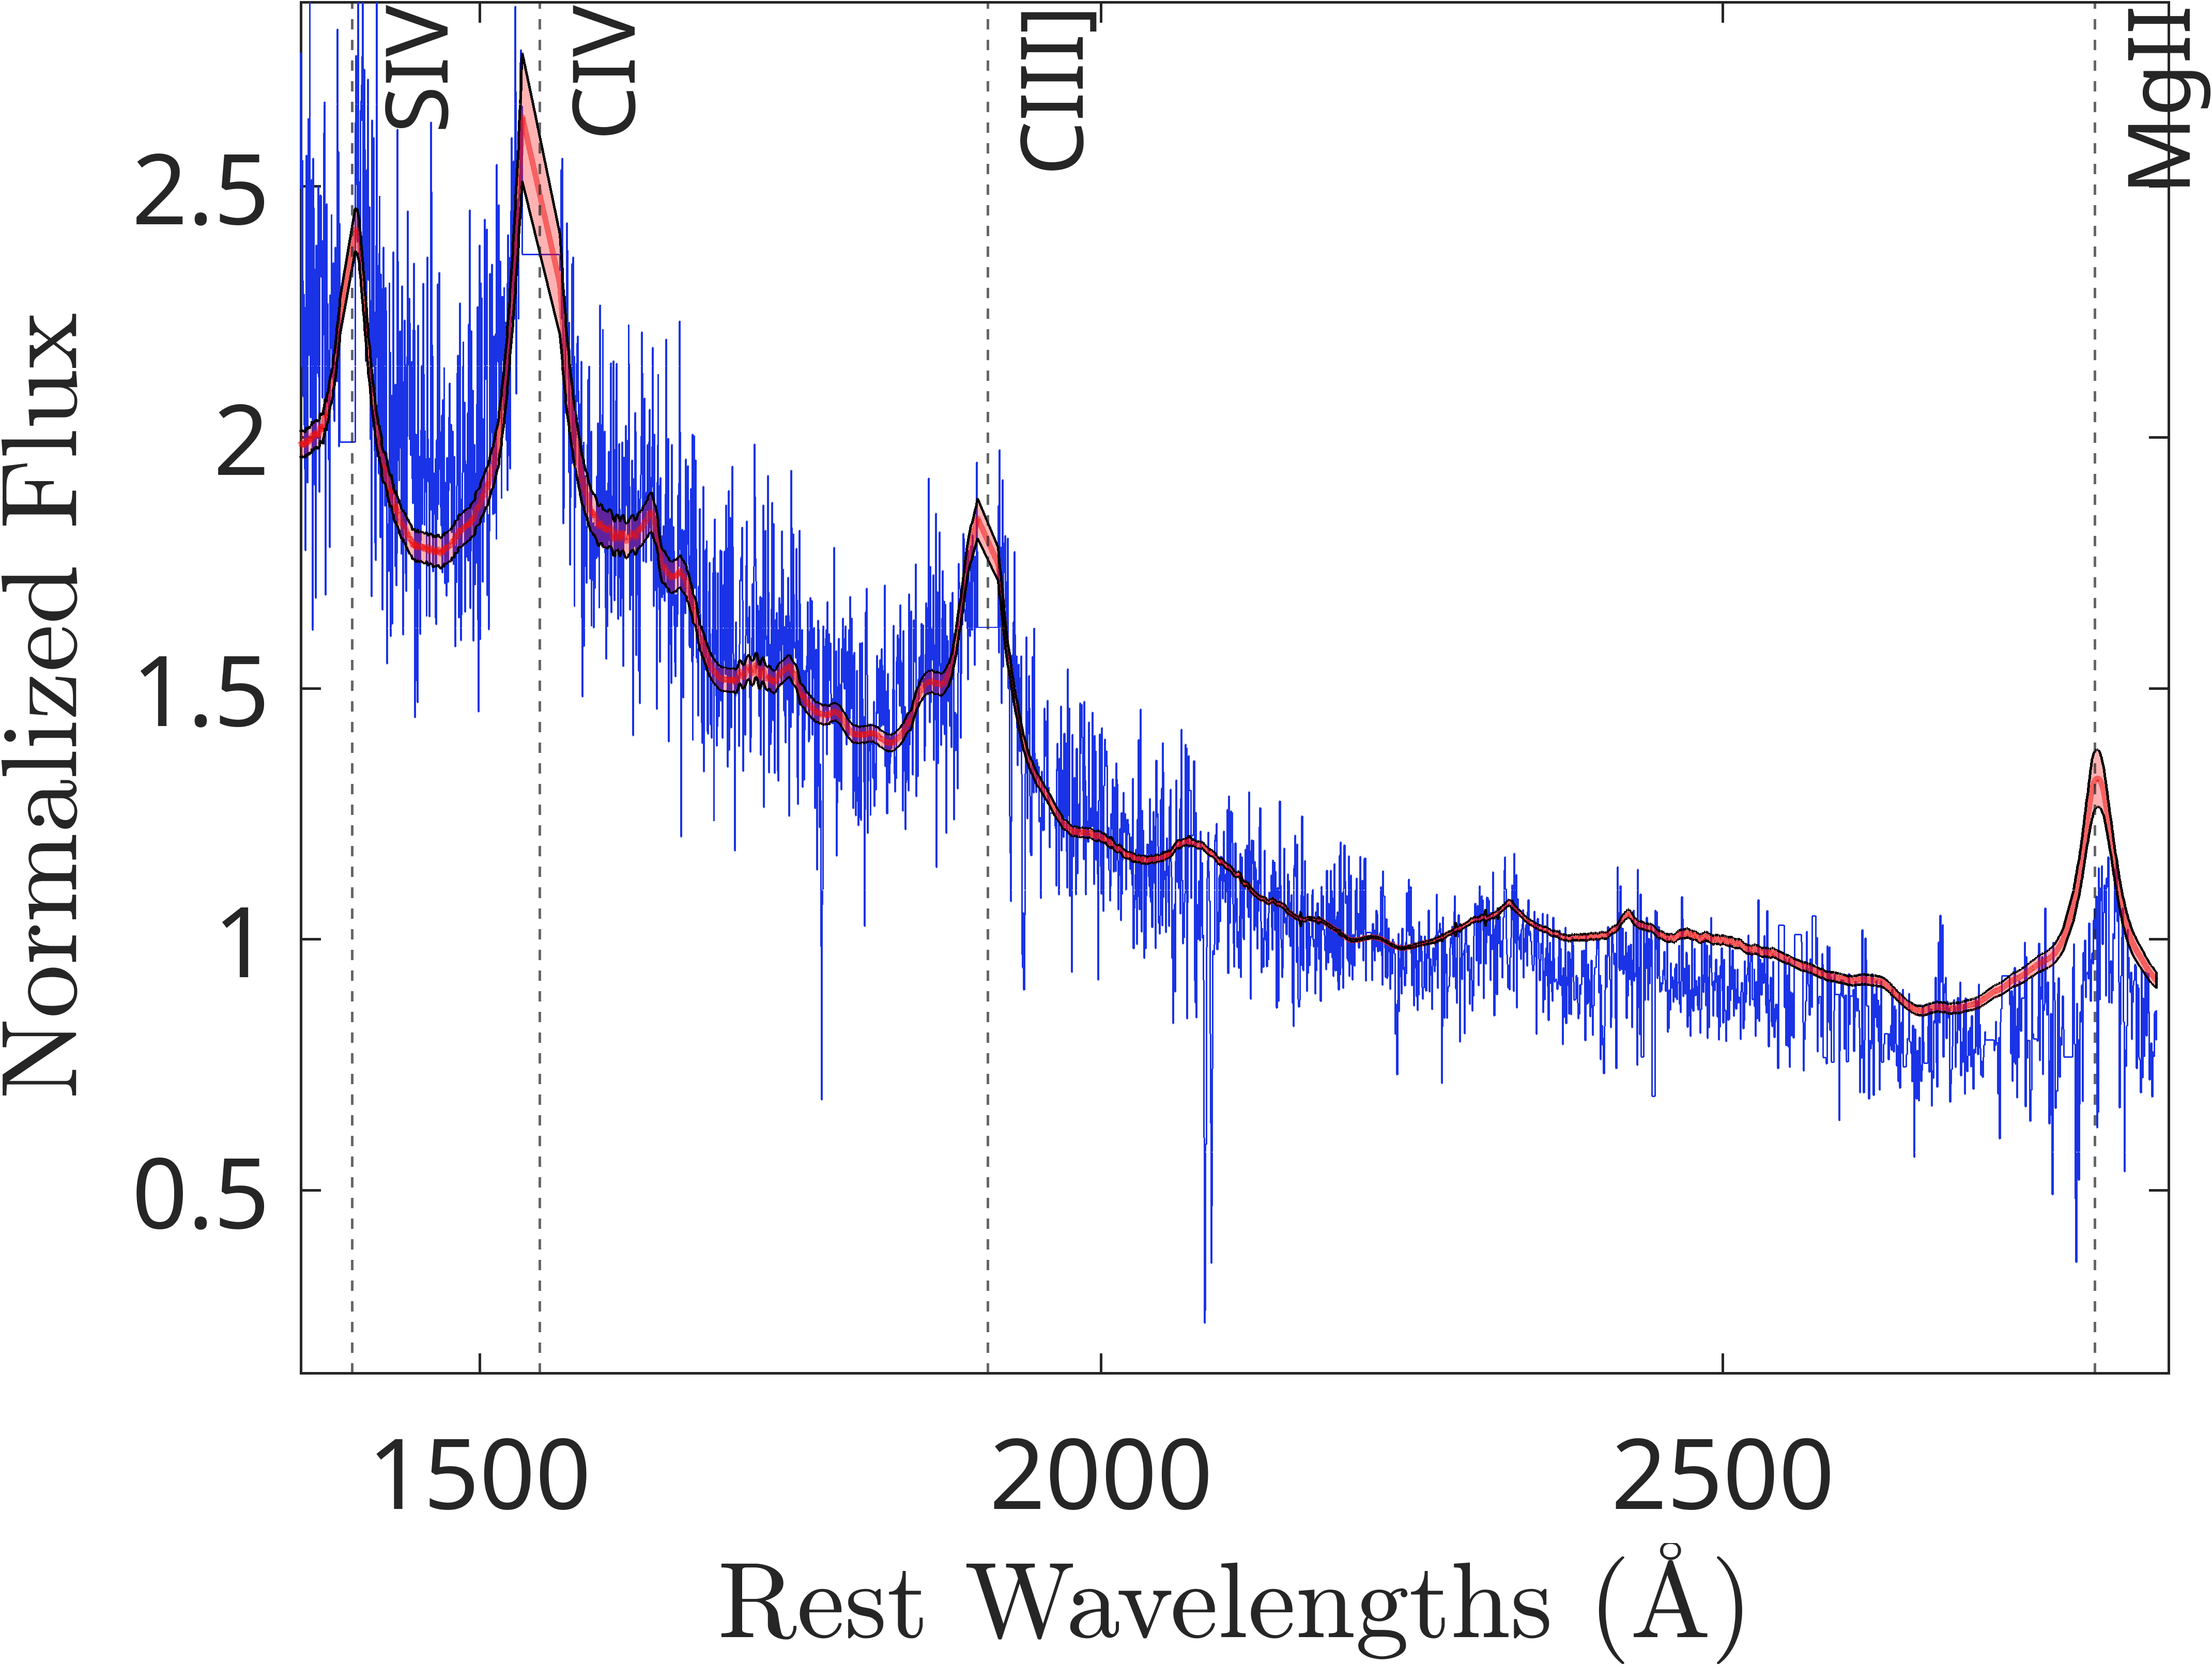 SIV
CIV
CIII]
MgII
2.5
2
1.5
1
0.5
Normalized Flux
1500
2000
2500
Rest Wavelengths (Å)